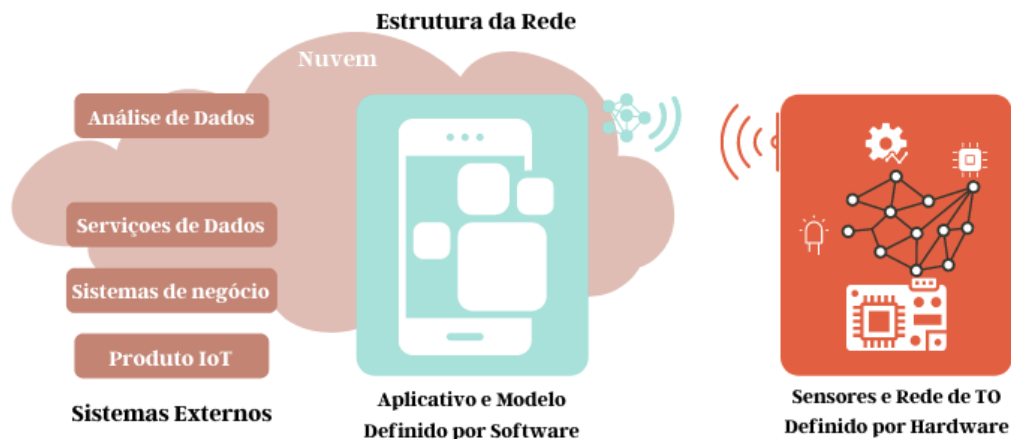 Estrutura da Rede
Nuvem
Análise de Dados
Serviçoes de Dados
Sistemas de negócio
Produto IoT
Sistemas Externos
Aplicativo e Modelo
Definido por Software
Sensores e Rede de TO
Definido por Hardware